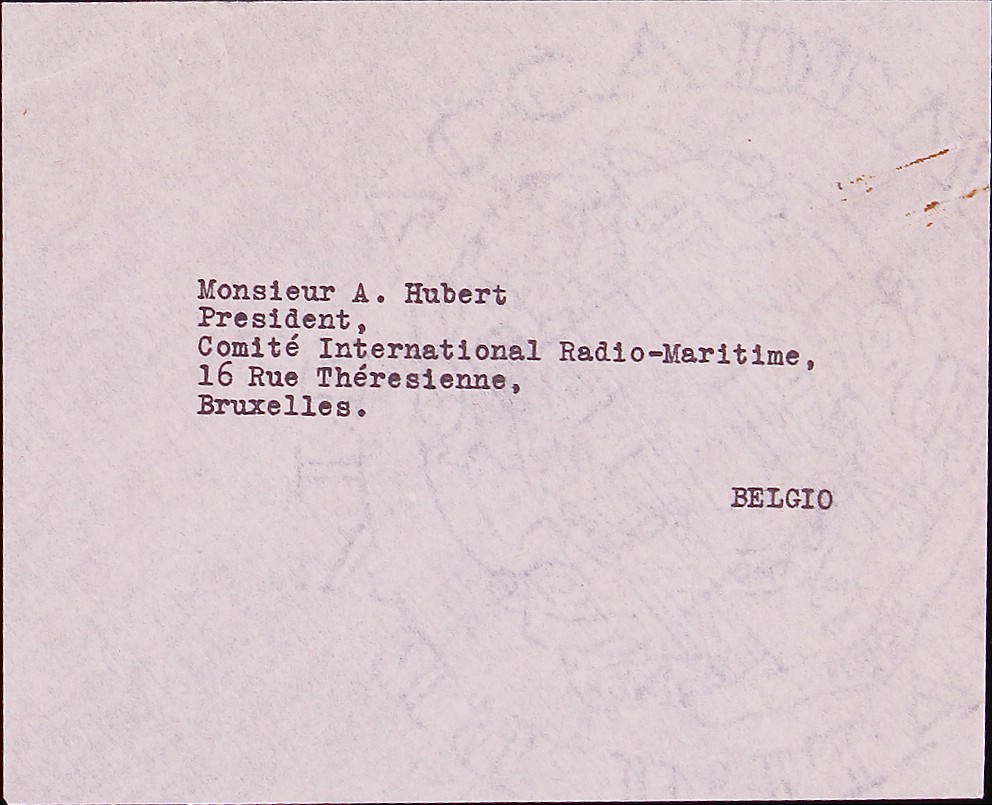 Monsieur A. Hubert
President,
Comité International Radio-Maritime,
16 Rue Théresienne,
Bruxelles.
BELGIO